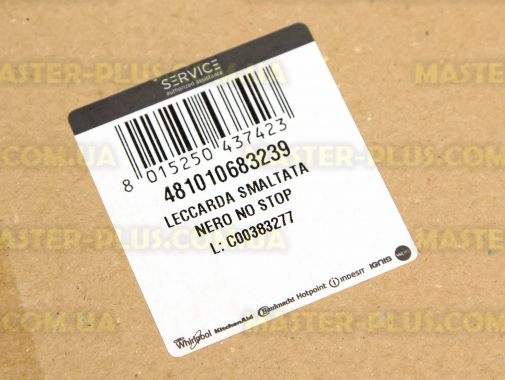 MASTER-PLUS.COM.UA
SERVICE
authorized assistance
8 015250 437423
481010683239
LECCARDA SMALTATA
NERO NO STOP
L: C00383277
Whirlpool KitchenAid Bauknecht Hotpoint indesit IGNIS